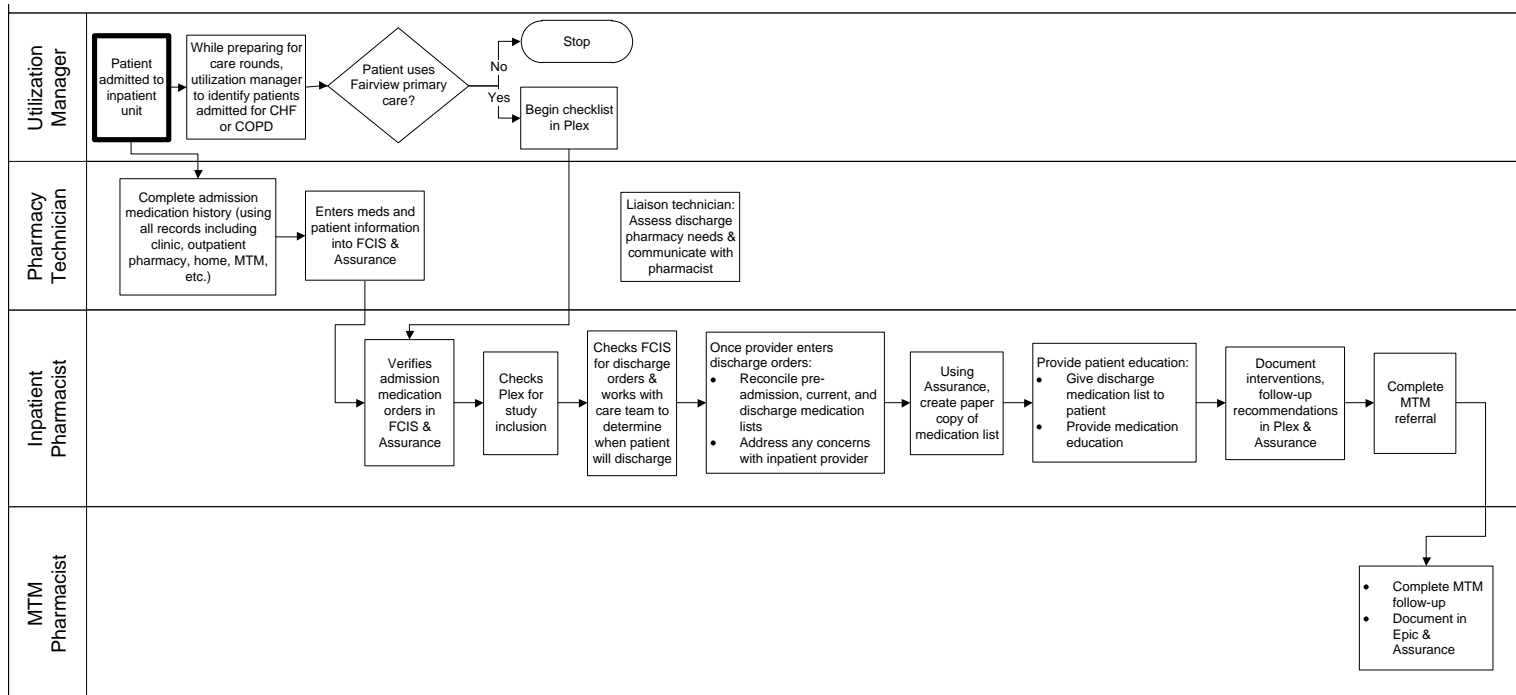 Utilization
Manager
Patient
admitted to
inpatient
unit
While preparing for
care rounds,
utilization manager
to identify patients
admitted for CHF
or COPD
Patient uses
Fairview primary
care?
No
Yes
Stop
Begin checklist
in Plex
Pharmacy
Technician
Complete admission
medication history (using
all records including
clinic, outpatient
pharmacy, home, MTM,
etc.)
Enters meds and
patient information
into FCIS &
Assurance
Liaison technician:
Assess discharge
pharmacy needs &
communicate with
pharmacist
Inpatient
Pharmacist
Verifies
admission
medication
orders in
FCIS &
Assurance
Checks
Plex for
study
inclusion
Checks FCIS
for discharge
orders &
works with
care team to
determine
when patient
will discharge
Once provider enters
discharge orders:
• Reconcile pre-
admission, current, and
discharge medication
lists
• Address any concerns
with inpatient provider
Using
Assurance,
create paper
copy of
medication list
Provide patient education:
• Give discharge
medication list to
patient
• Provide medication
education
Document
interventions,
follow-up
recommendations
in Plex &
Assurance
Complete
MTM
referral
MTM
Pharmacist
• Complete MTM
follow-up
• Document in
Epic &
Assurance